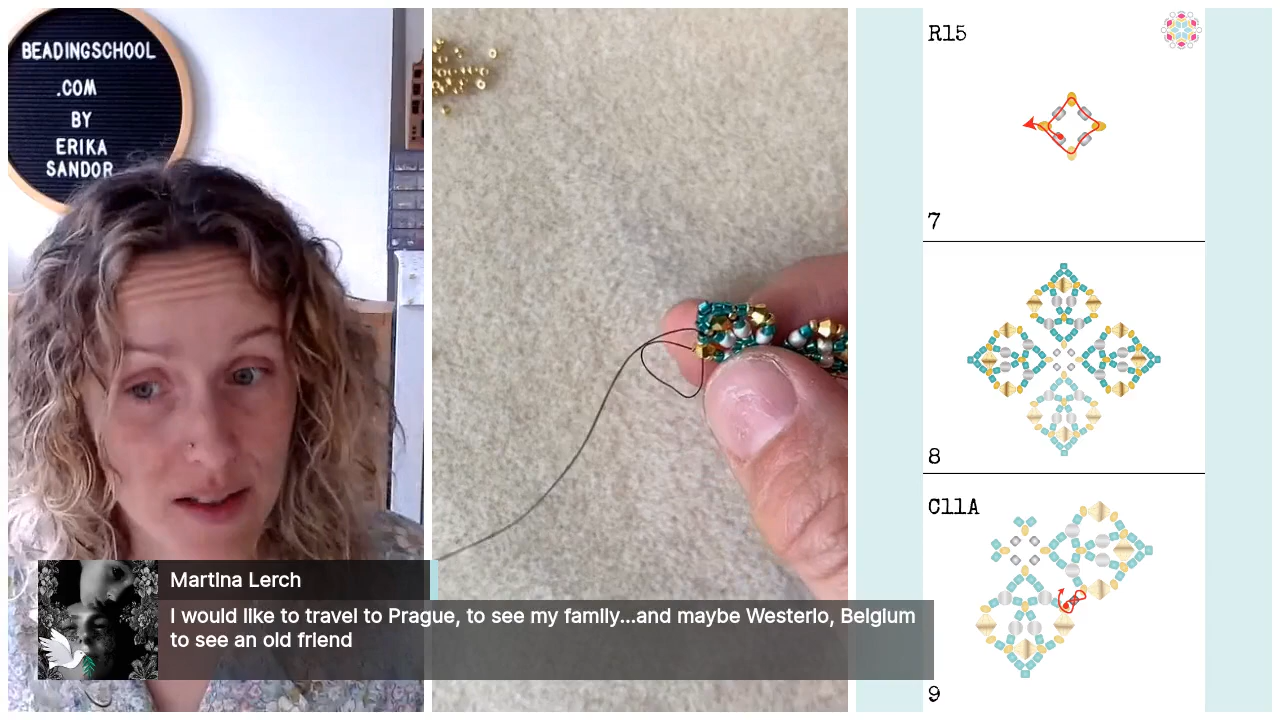 BEADINGSCHOOL
.COM
BY
ERIKA
SANDOR
R15
7
8
C11A
9
Martina Lerch
I would like to travel to Prague, to see my family...and maybe Westerlo, Belgium
to see an old friend